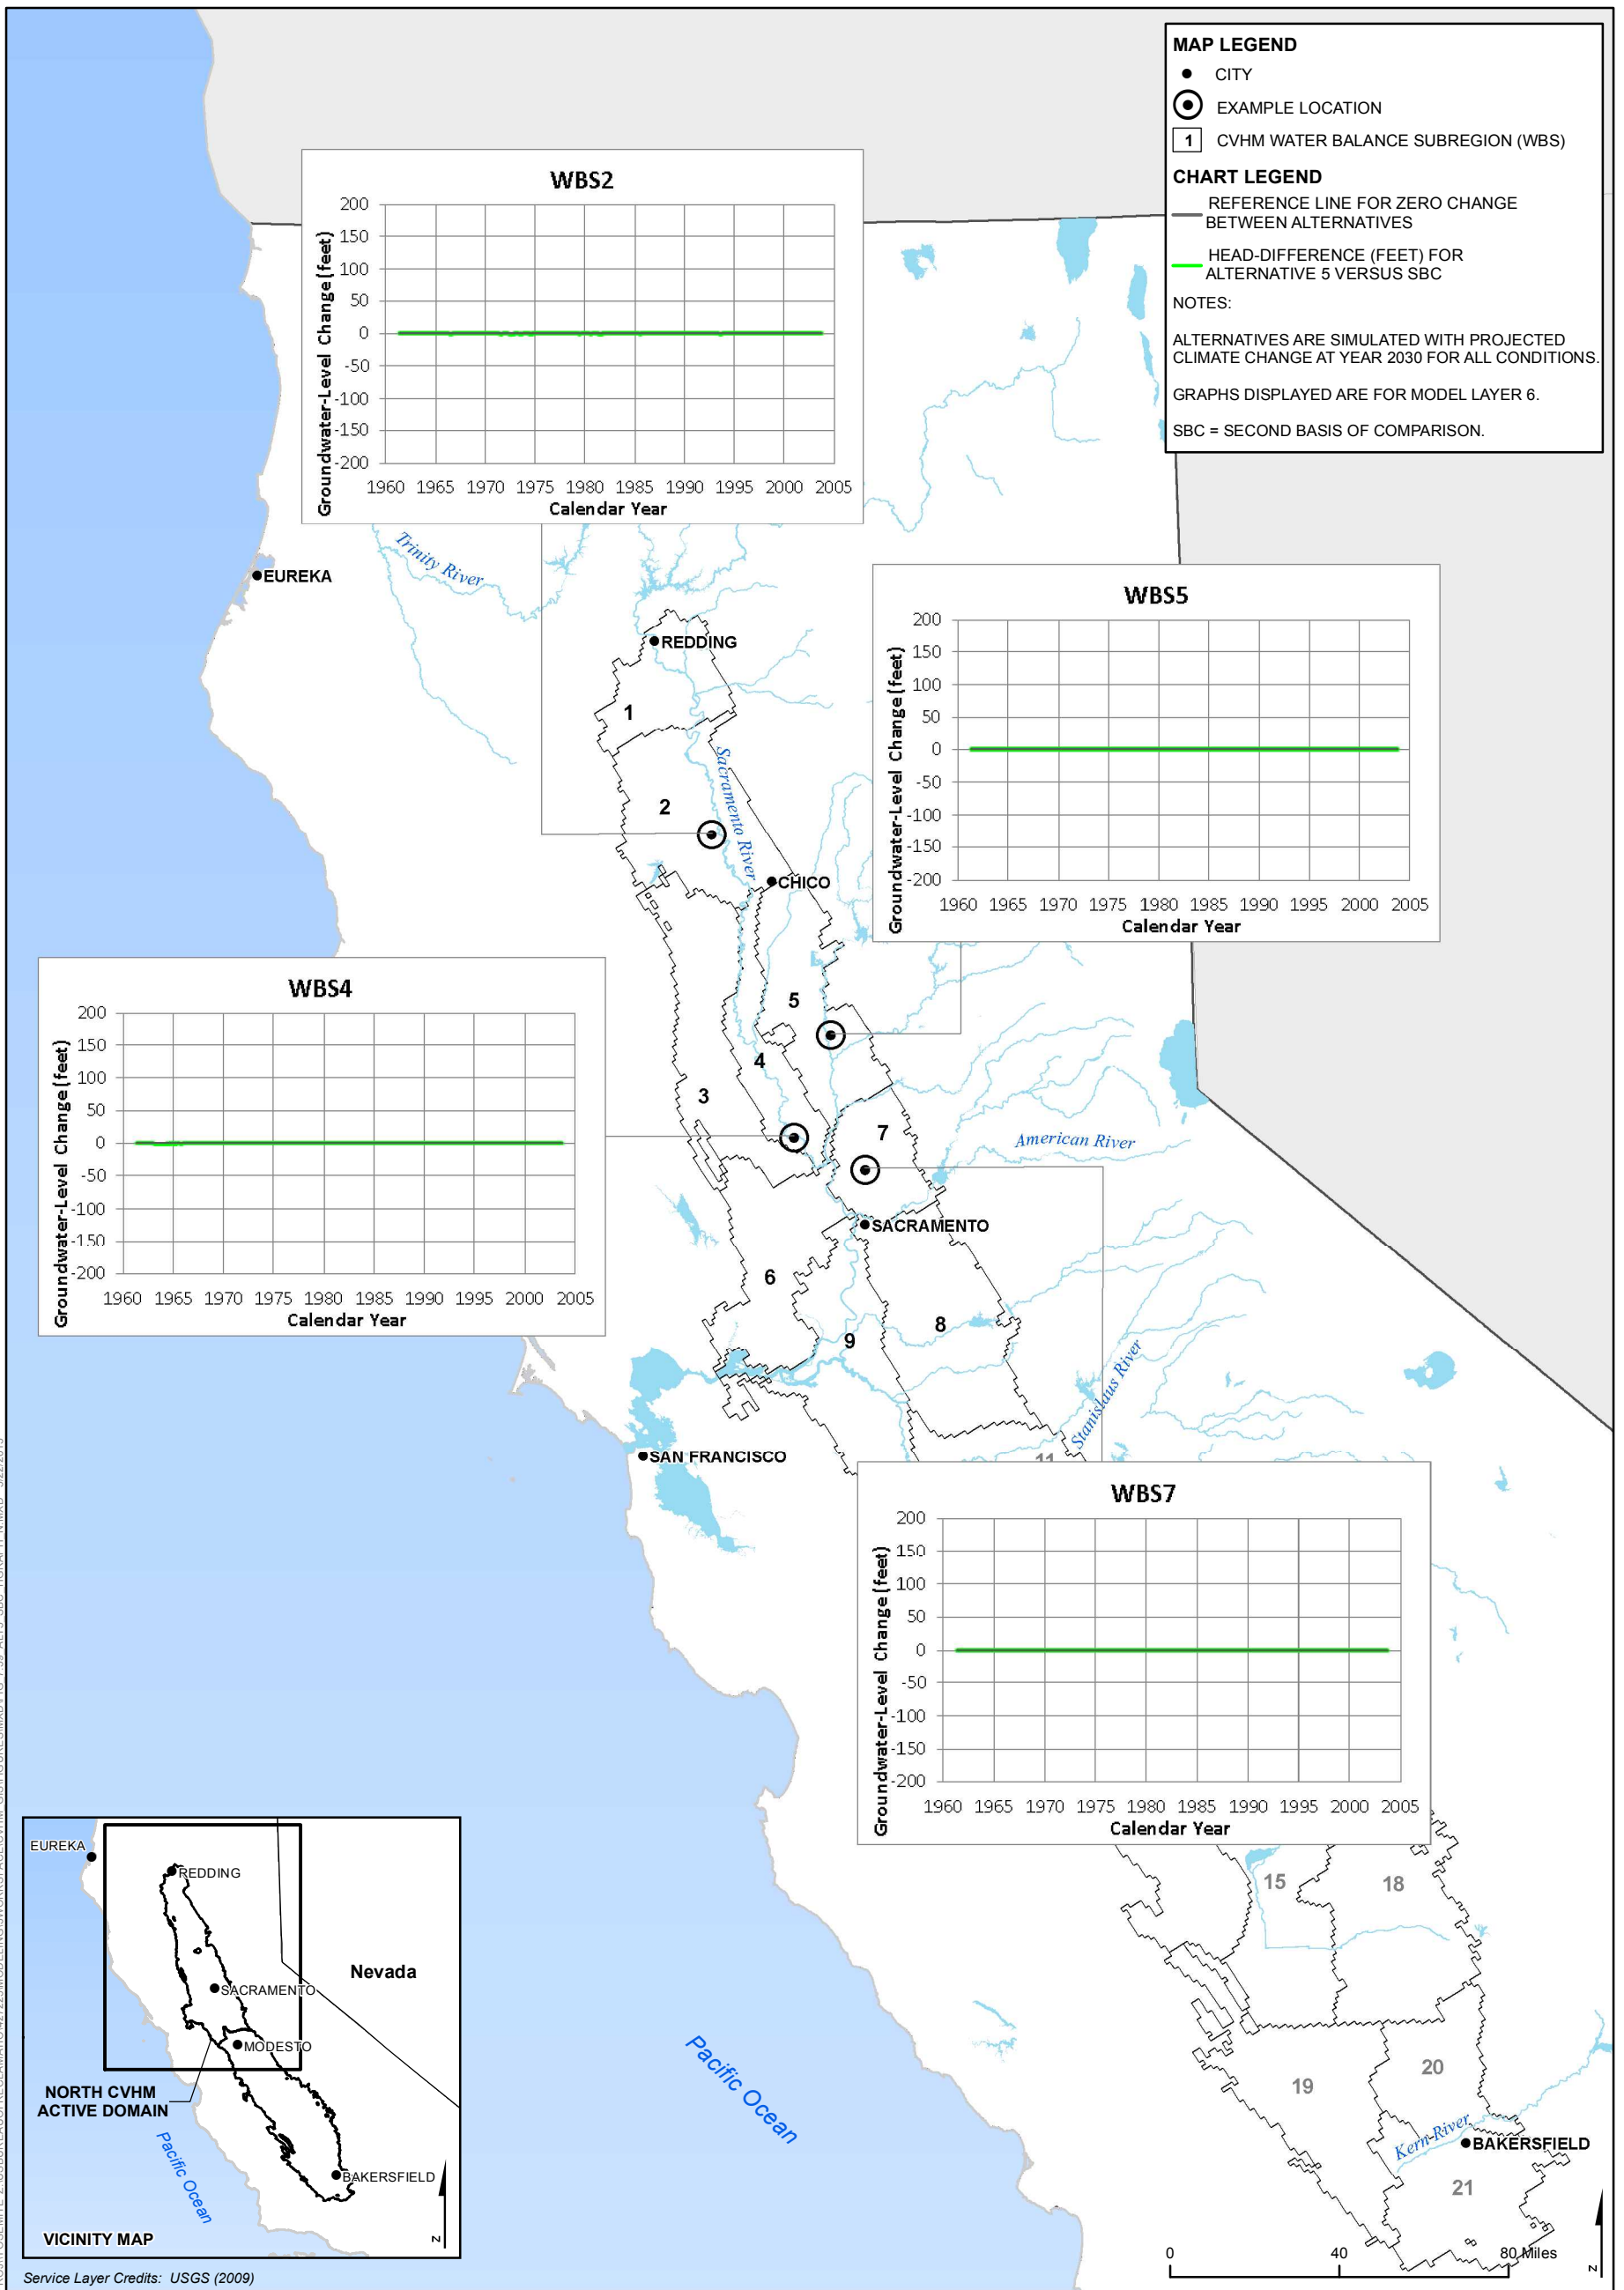 MAP LEGEND
CITY
EXAMPLE LOCATION
1 CVHM WATER BALANCE SUBREGION (WBS)
CHART LEGEND
REFERENCE LINE FOR ZERO CHANGE
BETWEEN ALTERNATIVES
HEAD-DIFFERENCE (FEET) FOR
ALTERNATIVE 5 VERSUS SBC
NOTES:
ALTERNATIVES ARE SIMULATED WITH PROJECTED
CLIMATE CHANGE AT YEAR 2030 FOR ALL CONDITIONS.
GRAPHS DISPLAYED ARE FOR MODEL LAYER 6.
SBC = SECOND BASIS OF COMPARISON.
WBS2
Groundwater-Level Change (feet)
200
150
100
50
0
-50
-100
-150
-200
1960 1965 1970 1975 1980 1985 1990 1995 2000 2005
Calendar Year
Trinity River
EUREKA
REDDING
1
2
Sacramento River
CHICO
WBS5
Groundwater-Level Change (feet)
200
150
100
50
0
-50
-100
-150
-200
1960 1965 1970 1975 1980 1985 1990 1995 2000 2005
Calendar Year
WBS4
Groundwater-Level Change (feet)
200
150
100
50
0
-50
-100
-150
-200
1960 1965 1970 1975 1980 1985 1990 1995 2000 2005
Calendar Year
5
4
3
7
American River
SACRAMENTO
6
8
9
Stanislaus River
SAN FRANCISCO
11
WBS7
Groundwater-Level Change (feet)
200
150
100
50
0
-50
-100
-150
-200
1960 1965 1970 1975 1980 1985 1990 1995 2000 2005
Calendar Year
15
18
19
20
Kern River
BAKERSFIELD
21
Pacific Ocean
EUREKA
REDDING
SACRAMENTO
Nevada
MODESTO
NORTH CVHM
ACTIVE DOMAIN
Pacific Ocean
BAKERSFIELD
VICINITY MAP
N
0 40 80 Miles
N
Service Layer Credits: USGS (2009)